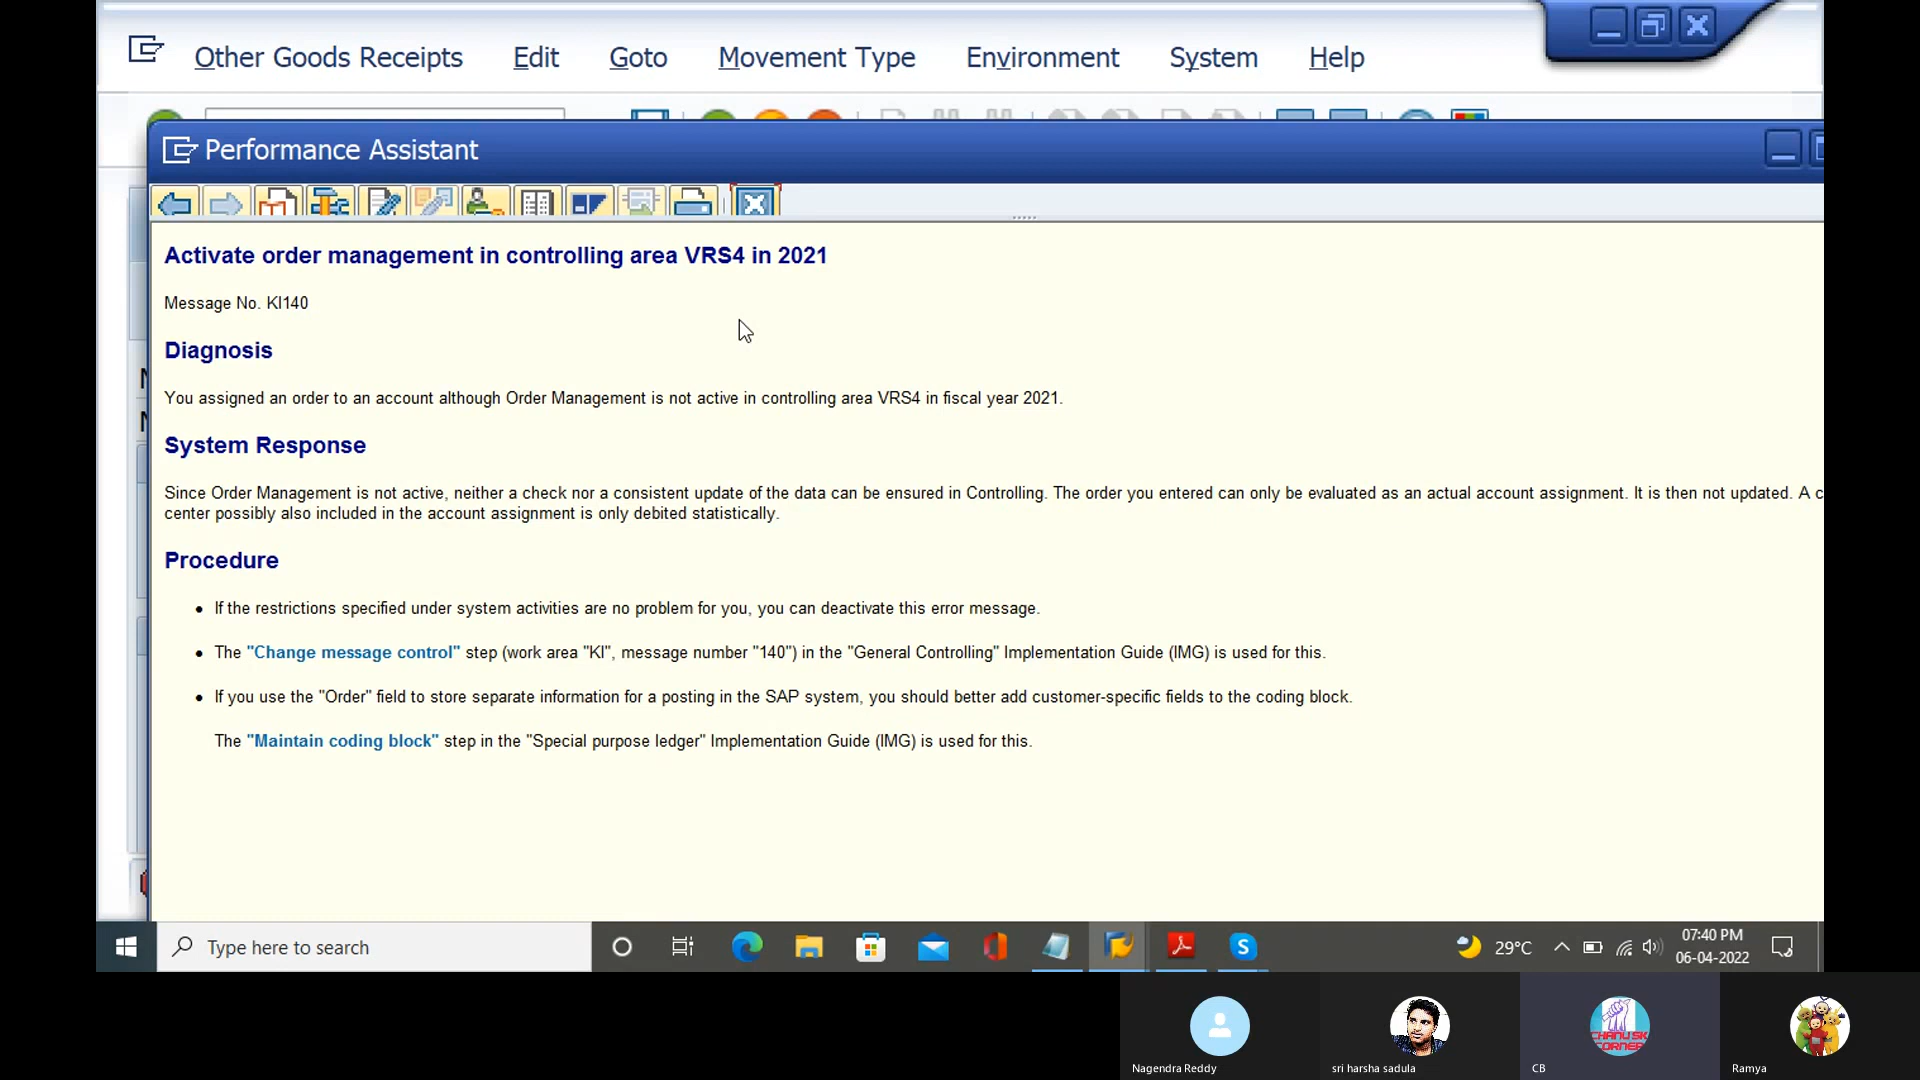 Other Goods Receipts Edit Goto Movement Type Environment System Help
Performance Assistant
Activate order management in controlling area VRS4 in 2021
Message No. KI140
Diagnosis
You assigned an order to an account although Order Management is not active in controlling area VRS4 in fiscal year 2021.
System Response
Since Order Management is not active, neither a check nor a consistent update of the data can be ensured in Controlling. The order you entered can only be evaluated as an actual account assignment. It is then not updated. A c
center possibly also included in the account assignment is only debited statistically.
Procedure
• If the restrictions specified under system activities are no problem for you, you can deactivate this error message.
• The "Change message control" step (work area "KI", message number "140") in the "General Controlling" Implementation Guide (IMG) is used for this.
• If you use the "Order" field to store separate information for a posting in the SAP system, you should better add customer-specific fields to the coding block.
The "Maintain coding block" step in the "Special purpose ledger" Implementation Guide (IMG) is used for this.
Type here to search
29°C
07:40 PM
06-04-2022
CHANU'SK
CORNER
Nagendra Reddy
sri harsha sadula
CB
Ramya